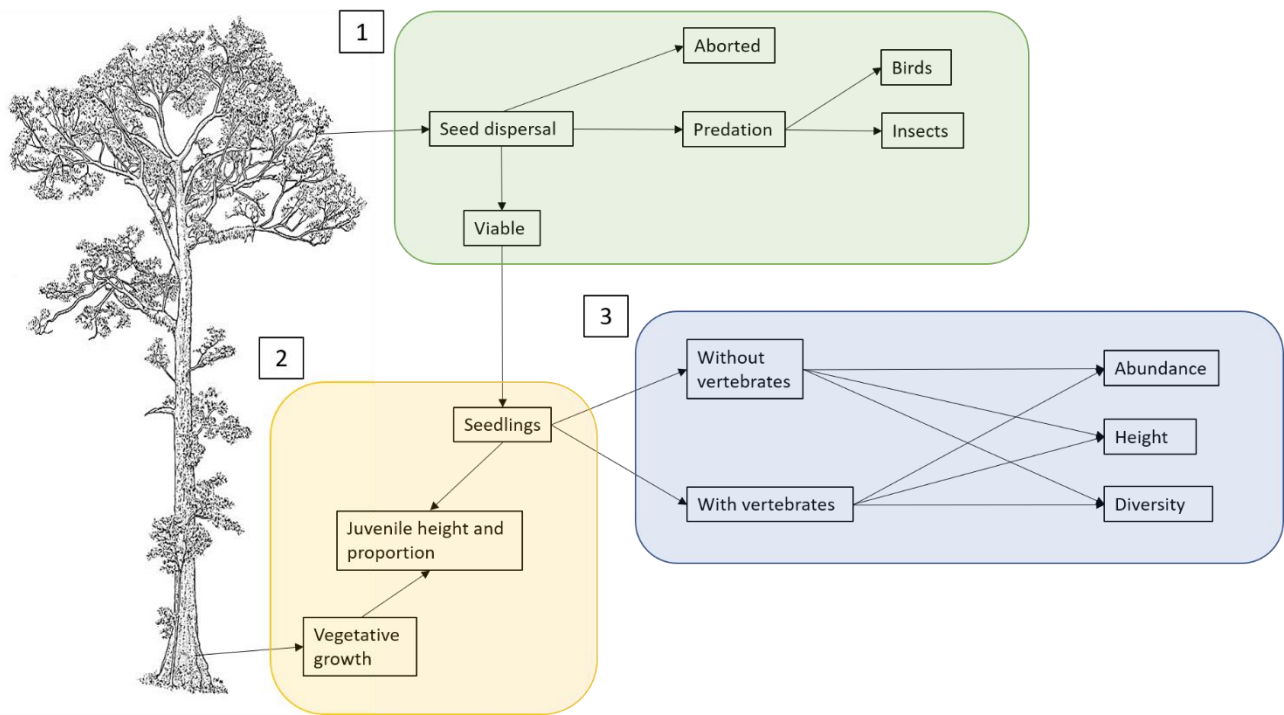 1
Aborted
Birds
Seed dispersal
Predation
Insects
Viable
3
2
Without
vertebrates
Abundance
Seedlings
Height
With vertebrates
Diversity
Juvenile height and
proportion
Vegetative
growth